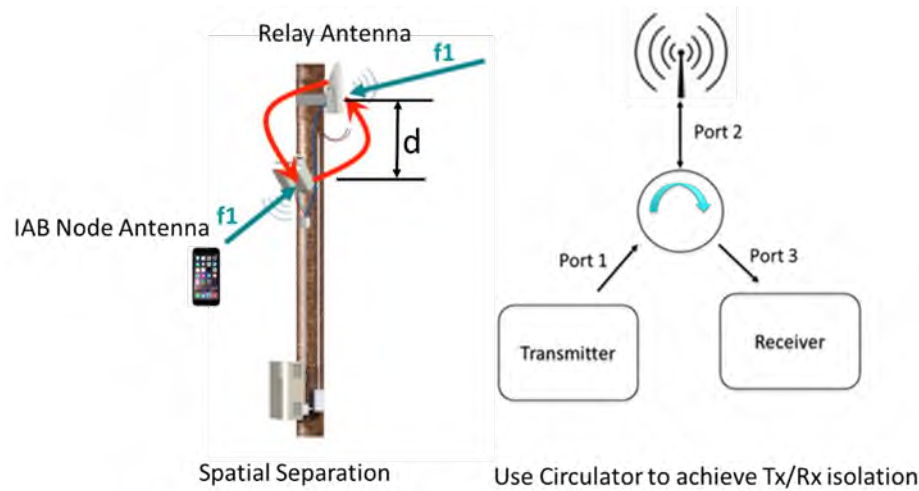 Relay Antenna
f1
d
f1
IAB Node Antenna
Spatial Separation
Port 2
Port 1
Port 3
Transmitter
Receiver
Use Circulator to achieve Tx/Rx isolation